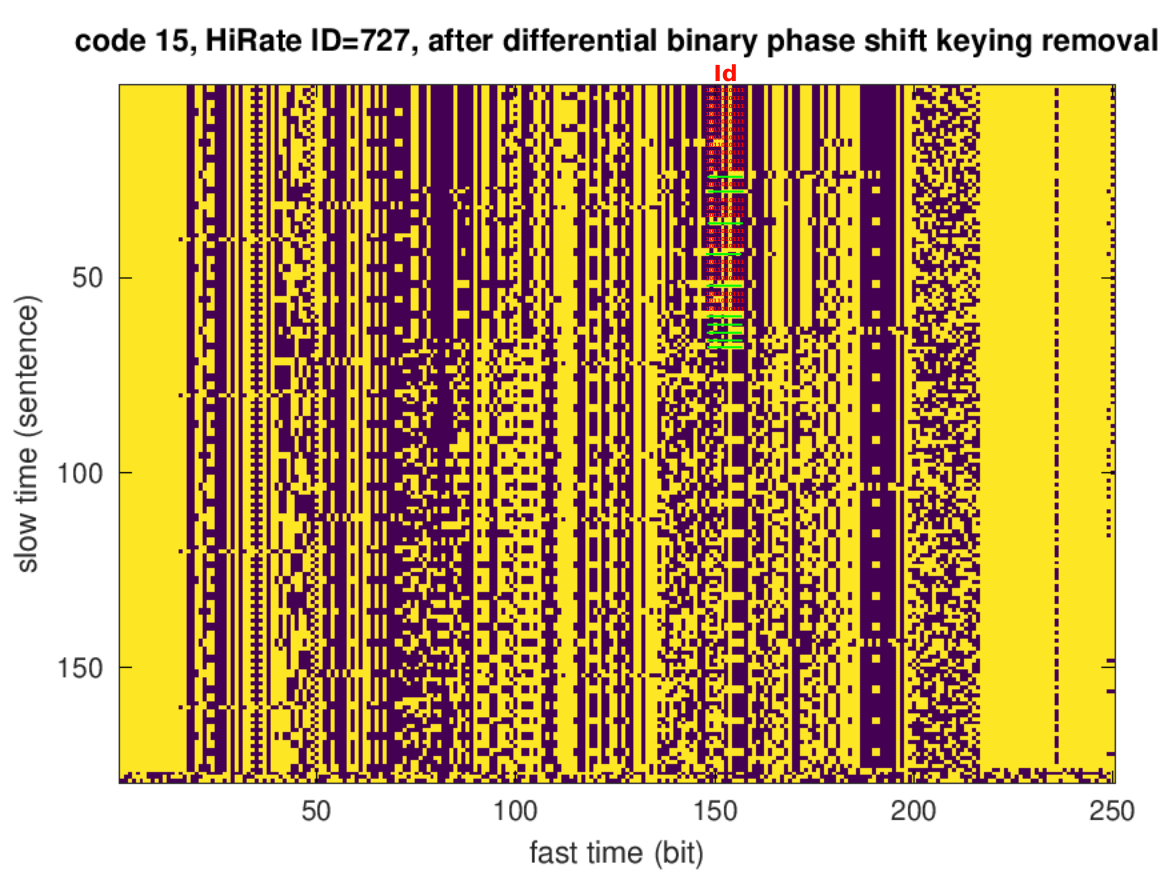 code 15, HiRate ID=727, after differential binary phase shift keying removal
Id
50
100
150
slow time (sentence)
50
100
150
200
250
fast time (bit)